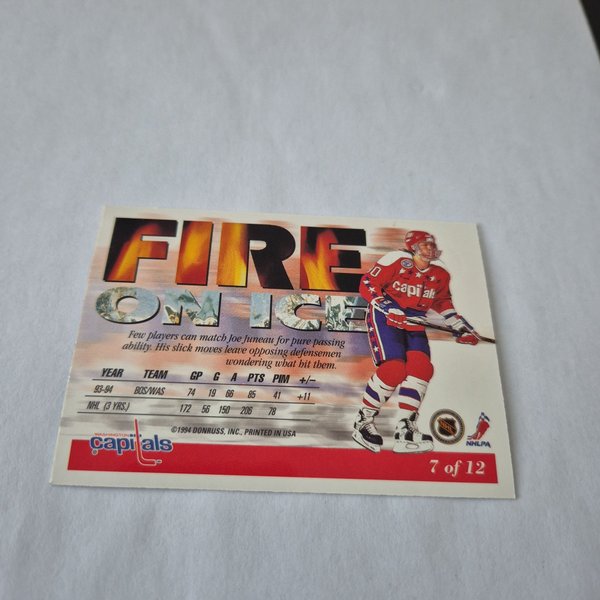 FIRE
ON ICE
Few players can match Joe Juneau for pure passing
ability. His slick moves leave opposing defensemen
wondering what hit them.
YEAR TEAM GP G A PTS PIM +/–
93-94 BOS/WAS 74 19 66 85 41 +11
NHL (3 YRS.) 172 56 150 206 78
©1994 DONRUSS, INC., PRINTED IN USA
WASHINGTON
capitals
capitals
NHL
NHLPA
7 of 12